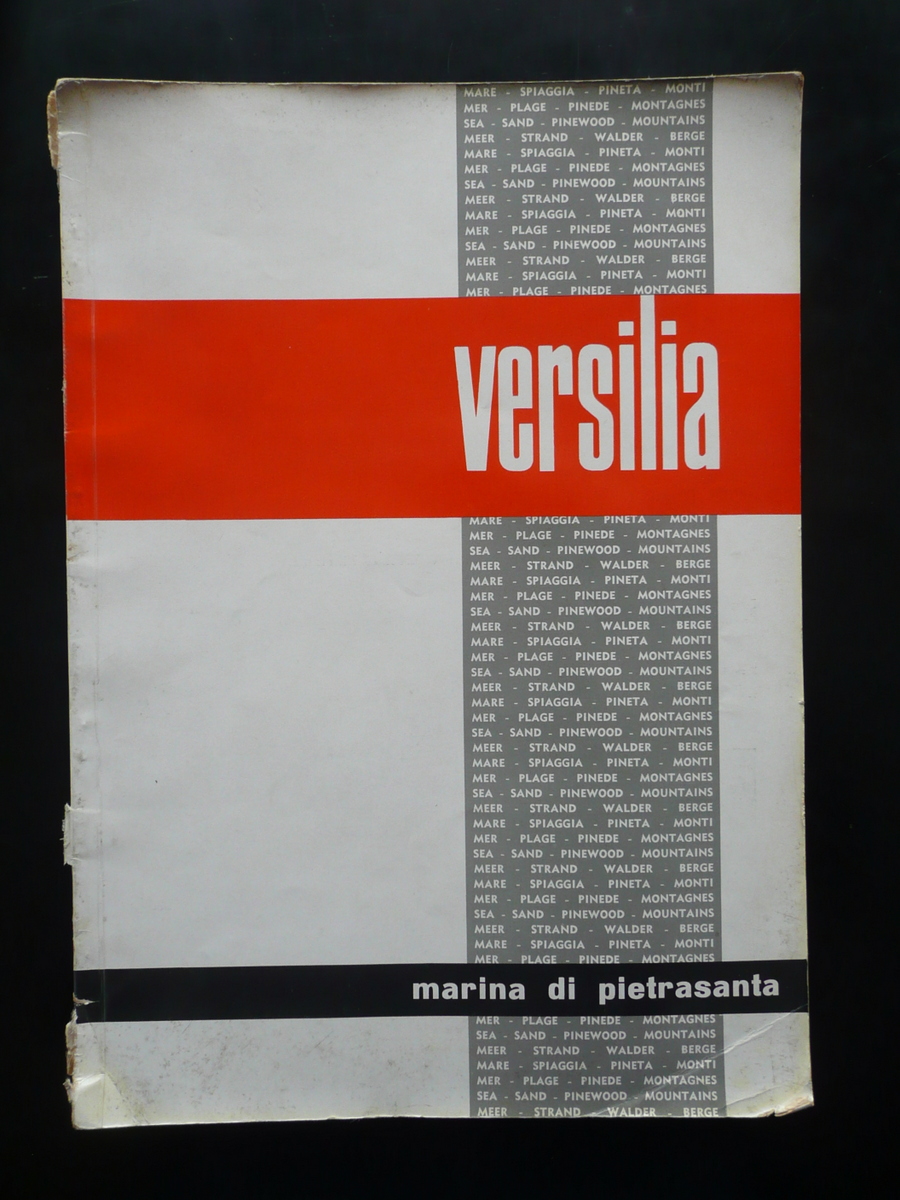 MARE - SPIAGGIA - PINETA - MONTI
MER - PLAGE - PINEDE - MONTAGNES
SEA - SAND - PINEWOOD - MOUNTAINS
MEER - STRAND - WALDER - BERGE
MARE - SPIAGGIA - PINETA - MONTI
MER - PLAGE - PINEDE - MONTAGNES
SEA - SAND - PINEWOOD - MOUNTAINS
MEER - STRAND - WALDER - BERGE
MARE - SPIAGGIA - PINETA - MONTI
MER - PLAGE - PINEDE - MONTAGNES
SEA - SAND - PINEWOOD - MOUNTAINS
MEER - STRAND - WALDER - BERGE
MARE - SPIAGGIA - PINETA - MONTI
MER - PLAGE - PINEDE - MONTAGNES
versilia
MARE - SPIAGGIA - PINETA - MONTI
MER - PLAGE - PINEDE - MONTAGNES
SEA - SAND - PINEWOOD - MOUNTAINS
MEER - STRAND - WALDER - BERGE
MARE - SPIAGGIA - PINETA - MONTI
MER - PLAGE - PINEDE - MONTAGNES
SEA - SAND - PINEWOOD - MOUNTAINS
MEER - STRAND - WALDER - BERGE
MARE - SPIAGGIA - PINETA - MONTI
MER - PLAGE - PINEDE - MONTAGNES
SEA - SAND - PINEWOOD - MOUNTAINS
MEER - STRAND WALDER - BERGE
MARE - SPIAGGIA - PINETA - MONTI
MER - PLAGE - PINEDE - MONTAGNES
SEA - SAND - PINEWOOD - MOUNTAINS
MEER - STRAND - WALDER - BERGE
MARE - SPIAGGIA - PINETA - MONTI
MER - PLAGE - PINEDE - MONTAGNES
SEA - SAND - PINEWOOD - MOUNTAINS
MEER - STRAND - WALDER - BERGE
MARE - SPIAGGIA - PINETA - MONTI
MER - PLAGE - PINEDE - MONTAGNES
SEA - SAND - PINEWOOD - MOUNTAINS
MEER - STRAND - WALDER - BERGE
MARE - SPIAGGIA - PINETA - MONTI
MER - PLAGE - PINEDE - MONTAGNES
SEA - SAND - PINEWOOD - MOUNTAINS
MEER - STRAND - WALDER - BERGE
MARE - SPIAGGIA - PINETA - MONTI
MER - PLAGE - PINEDE - MONTAGNES
marina di pietrasanta
MER - PLAGE - PINEDE - MONTAGNES
SEA - SAND - PINEWOOD - MOUNTAINS
MEER - STRAND - WALDER - BERGE
MARE - SPIAGGIA - PINETA - MONTI
MER - PLAGE - PINEDE - MONTAGNES
SEA - SAND - PINEWOOD - MOUNTAINS
MEER - STRAND - WALDER - BERGE